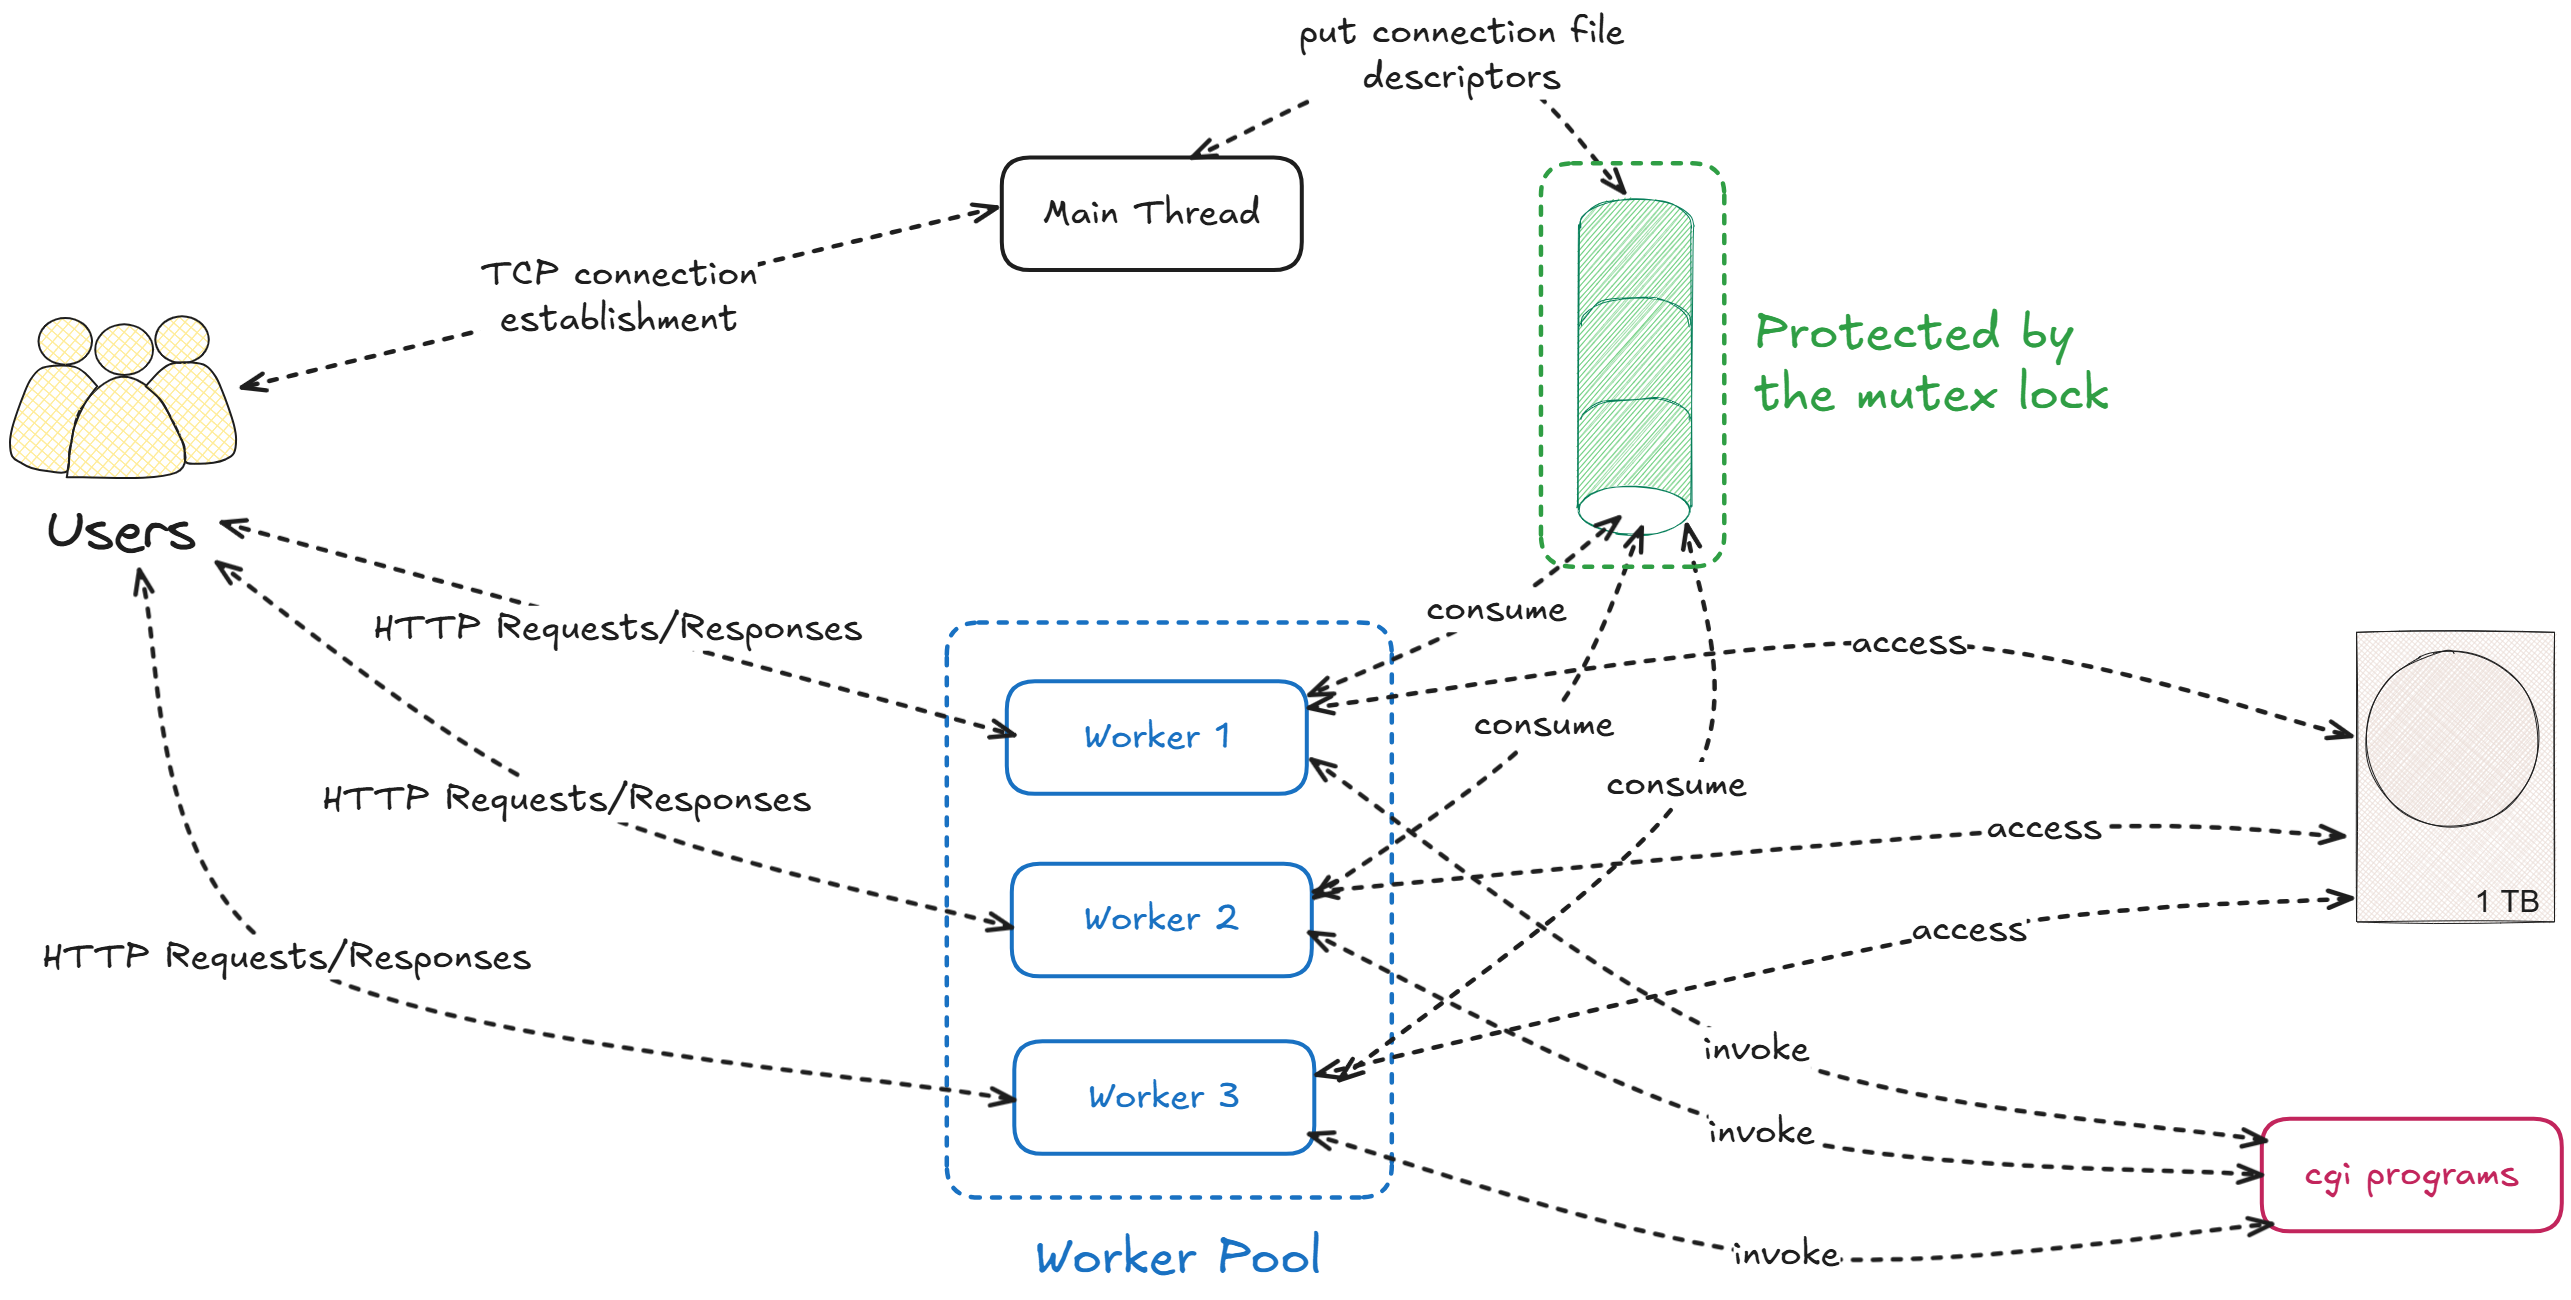 put connection file
descriptors
Main Thread
TCP connection
establishment
Protected by
the mutex lock
Users
consume
HTTP Requests/Responses
access
Worker 1
consume
consume
HTTP Requests/Responses
access
1 TB
Worker 2
access
HTTP Requests/Responses
invoke
Worker 3
invoke
cgi programs
Worker Pool
invoke